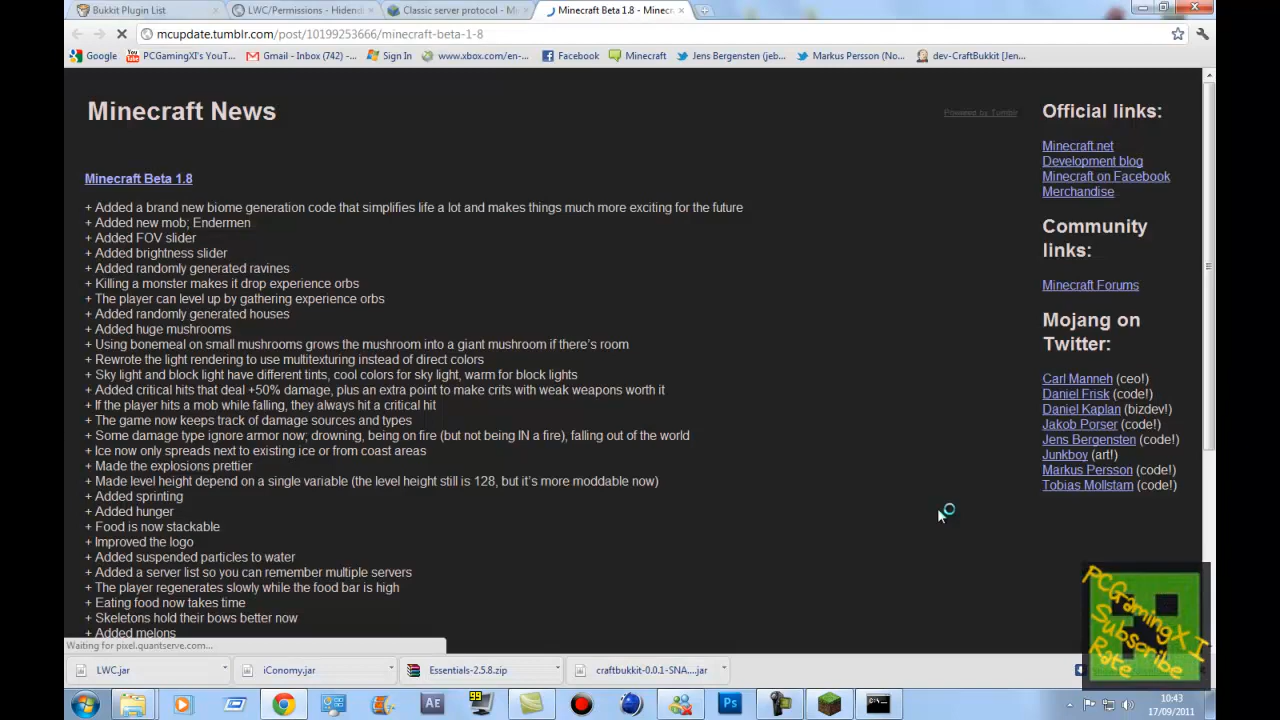 Bukkit Plugin List
LWC/Permissions - Hidend
Classic server protocol - M
Minecraft Beta 1.8 - Minecr
mcupdate.tumblr.com/post/10199253666/minecraft-beta-1-8
Google
PCGamingXI's YouT...
Gmail - Inbox (742) -...
Sign In
www.xbox.com/en-...
Facebook
Minecraft
Jens Bergensten (jeb...
Markus Persson (No...
dev-CraftBukkit [Jen...
Minecraft News
Powered by Tumblr
Minecraft Beta 1.8
+ Added a brand new biome generation code that simplifies life a lot and makes things much more exciting for the future
+ Added new mob; Endermen
+ Added FOV slider
+ Added brightness slider
+ Added randomly generated ravines
+ Killing a monster makes it drop experience orbs
+ The player can level up by gathering experience orbs
+ Added randomly generated houses
+ Added huge mushrooms
+ Using bonemeal on small mushrooms grows the mushroom into a giant mushroom if there's room
+ Rewrote the light rendering to use multitexturing instead of direct colors
+ Sky light and block light have different tints, cool colors for sky light, warm for block lights
+ Added critical hits that deal +50% damage, plus an extra point to make crits with weak weapons worth it
+ If the player hits a mob while falling, they always hit a critical hit
+ The game now keeps track of damage sources and types
+ Some damage type ignore armor now; drowning, being on fire (but not being IN a fire), falling out of the world
+ Ice now only spreads next to existing ice or from coast areas
+ Made the explosions prettier
+ Made level height depend on a single variable (the level height still is 128, but it's more moddable now)
+ Added sprinting
+ Added hunger
+ Food is now stackable
+ Improved the logo
+ Added suspended particles to water
+ Added a server list so you can remember multiple servers
+ The player regenerates slowly while the food bar is high
+ Eating food now takes time
+ Skeletons hold their bows better now
+ Added melons
Official links:
Minecraft.net
Development blog
Minecraft on Facebook
Merchandise
Community
links:
Minecraft Forums
Mojang on
Twitter:
Carl Manneh (ceo!)
Daniel Frisk (code!)
Daniel Kaplan (bizdev!)
Jakob Porser (code!)
Jens Bergensten (code!)
Junkboy (art!)
Markus Persson (code!)
Tobias Mollstam (code!)
PCGamingX I
Subscribe
Rate
Waiting for pixel.quantserve.com...
LWC.jar
iConomy.jar
Essentials-2.5.8.zip
craftbukkit-0.0.1-SNA....jar
AE
99
Ps
10:43
17/09/2011